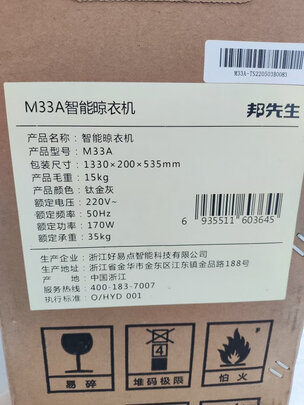 M33A-TS220503B0083
M33A智能晾衣机
邦先生
产品名称：智能晾衣机
产品型号：M33A
包装尺寸：1330×200×535mm
产品毛重：15kg
产品颜色：钛金灰
额定电压：220V~
额定频率：50Hz
额定功率：170W
额定承重：35kg
6 935511 603645
生产企业：浙江好易点智能科技有限公司
生产地址：浙江省金华市金东区江东镇金品路188号
产地：中国浙江
服务热线：400-183-7007
执行标准：Q/HYD 001
易碎
4
堆码极限
怕火